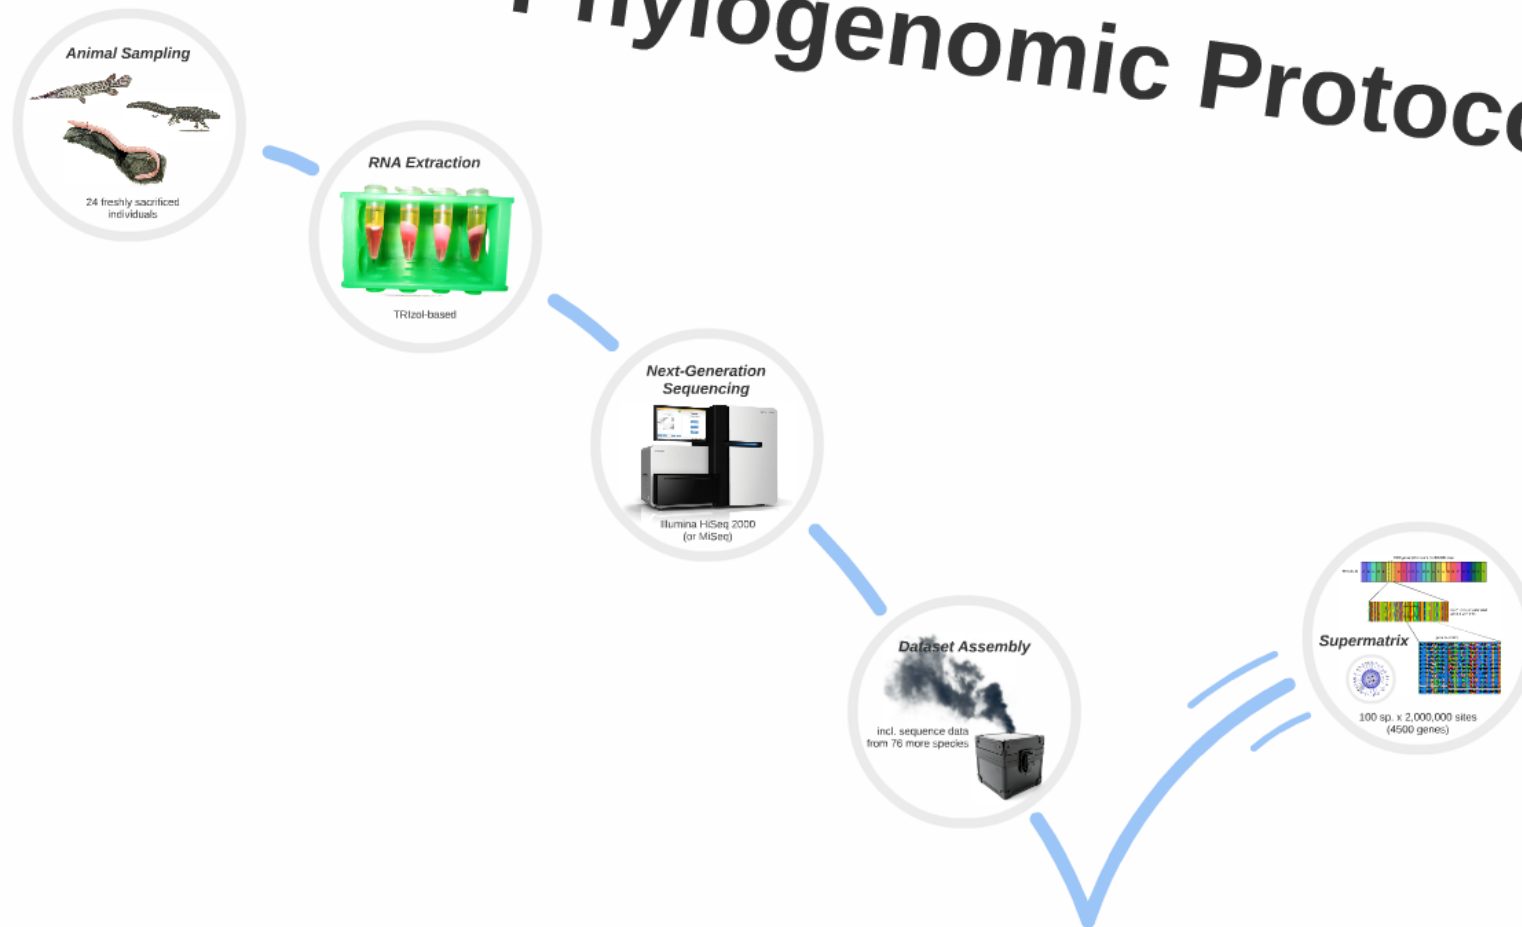 Phylogenomic Protoco
Animal Sampling
24 freshly sacrificed
individuals
RNA Extraction
TRIzol-based
Next-Generation
Sequencing
Illumina HiSeq 2000
(or MiSeq)
Dataset Assembly
incl. sequence data
from 76 more species
Supermatrix
100 sp. x 2,000,000 sites
(4500 genes)